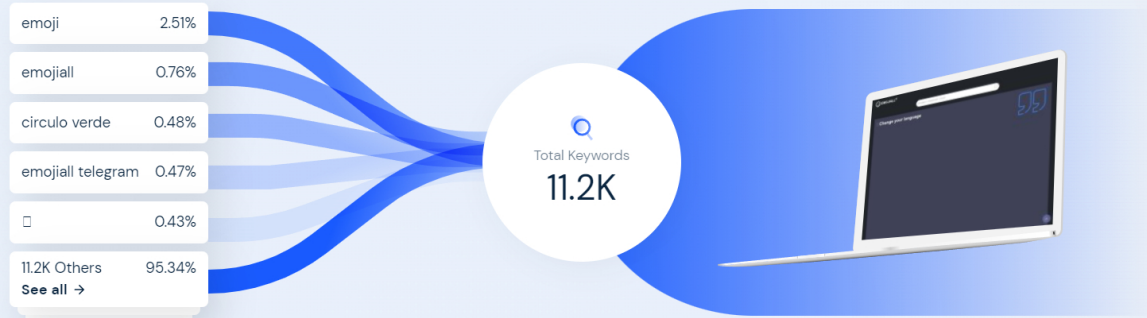 emoji 2.51%
emojiall 0.76%
circulo verde 0.48%
emojiall telegram 0.47%
0.43%
11.2K Others 95.34%
See all →
Total Keywords
11.2K
Change your language